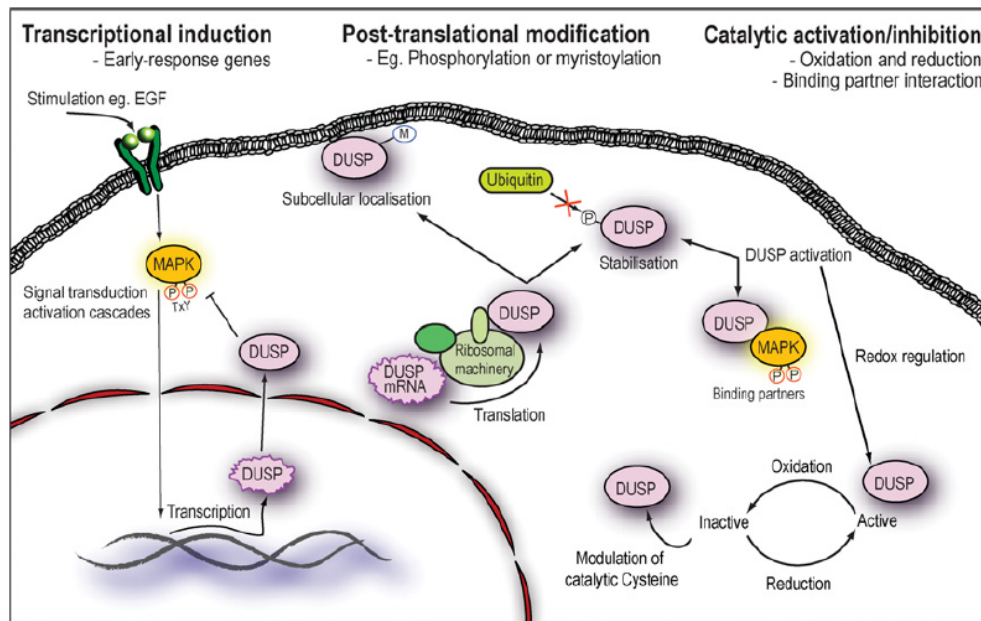 Transcriptional induction
- Early-response genes
Post-translational modification
- Eg. Phosphorylation or myristoylation
Catalytic activation/inhibition
- Oxidation and reduction
- Binding partner interaction
Stimulation eg. EGF
MAPK
P P
TxY
Signal transduction
activation cascades
DUSP
DUSP
Transcription
M
DUSP
Subcellular localisation
Ubiquitin
P
DUSP
Stabilisation
DUSP
Ribosomal
machinery
DUSP
mRNA
Translation
DUSP activation
DUSP
MAPK
P P
Binding partners
Redox regulation
DUSP
Oxidation
DUSP
Inactive
Active
Modulation of
catalytic Cysteine
Reduction